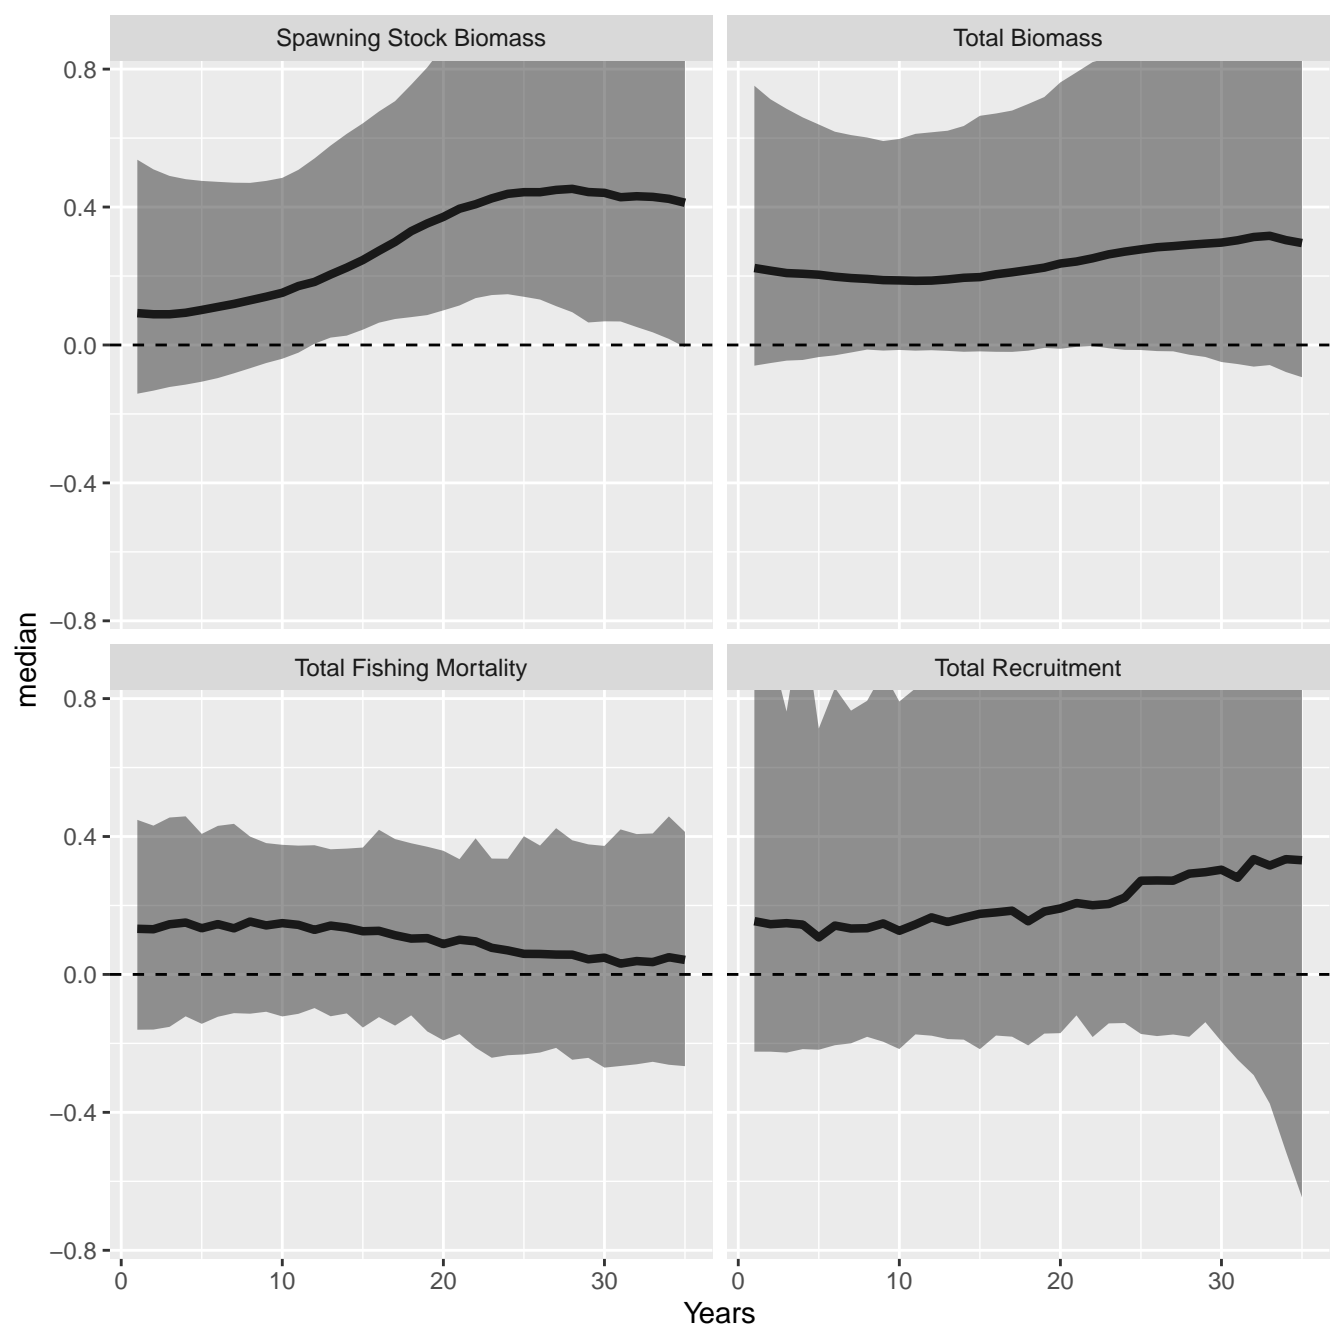 Spawning Stock Biomass
Total Biomass
0.8
0.4
0.0
−0.4
−0.8
median
Total Fishing Mortality
Total Recruitment
0.8
0.4
0.0
−0.4
−0.8
0 10 20 30
0 10 20 30
Years